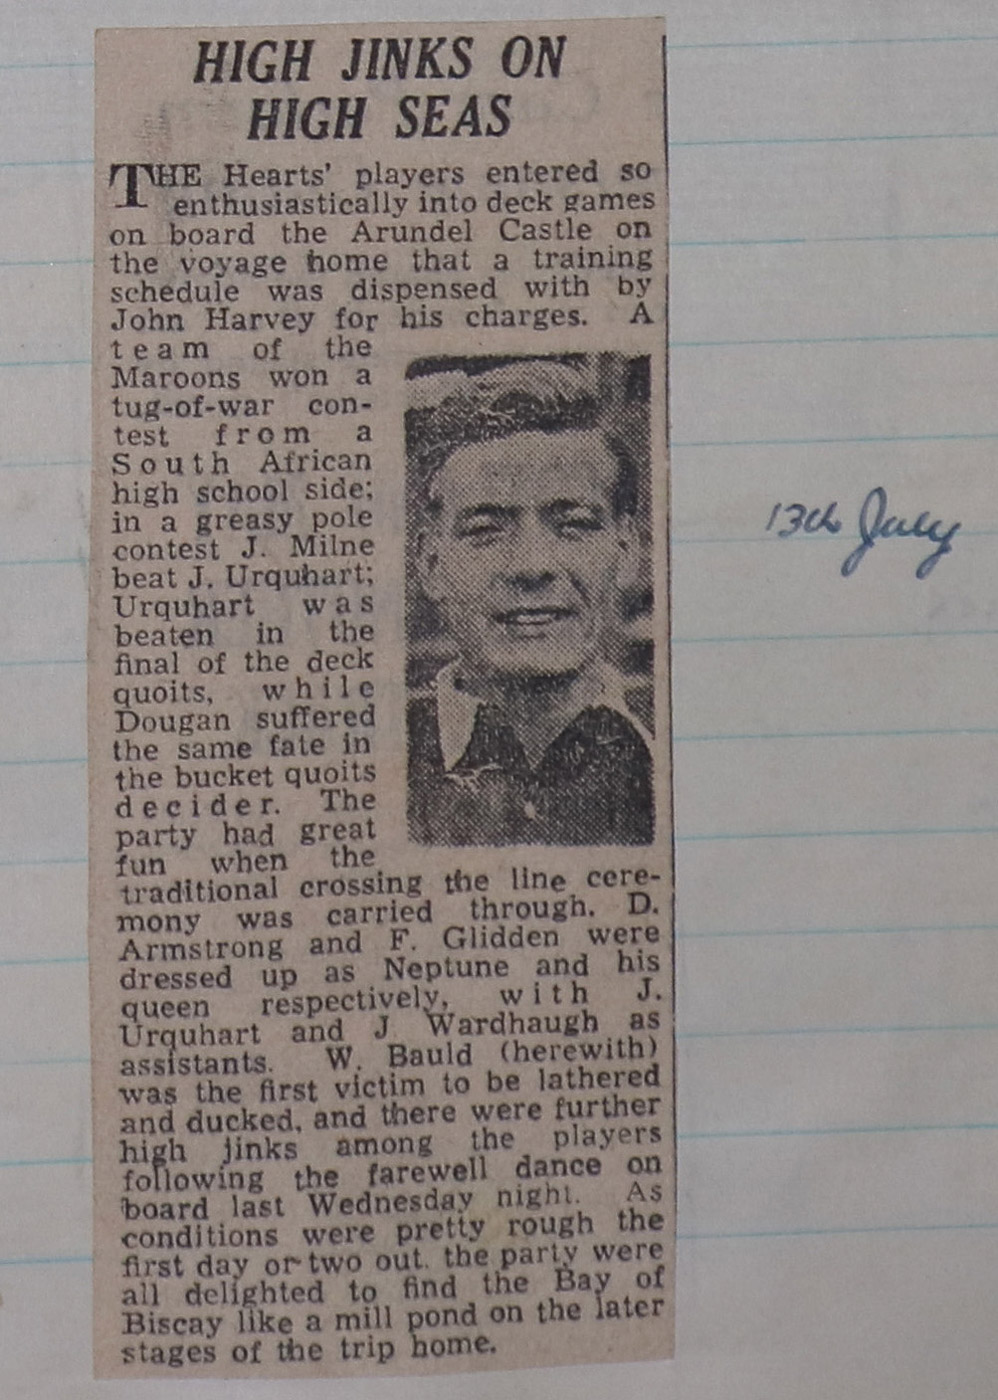 HIGH JINKS ON
HIGH SEAS
THE Hearts' players entered so
enthusiastically into deck games
on board the Arundel Castle on
the voyage home that a training
schedule was dispensed with by
John Harvey for his charges. A
team of the
Maroons won a
tug-of-war con-
test from a
South African
high school side;
in a greasy pole
contest J. Milne
beat J. Urquhart;
Urquhart was
beaten in the
final of the deck
quoits, while
Dougan suffered
the same fate in
the bucket quoits
decider. The
party had great
fun when the
traditional crossing the line cere-
mony was carried through. D.
Armstrong and F. Glidden were
dressed up as Neptune and his
queen respectively, with J.
Urquhart and J Wardhaugh as
assistants. W. Bauld (herewith)
was the first victim to be lathered
and ducked, and there were further
high jinks among the players
following the farewell dance on
board last Wednesday night. As
conditions were pretty rough the
first day or two out. the party were
all delighted to find the Bay of
Biscay like a mill pond on the later
stages of the trip home.
13th July